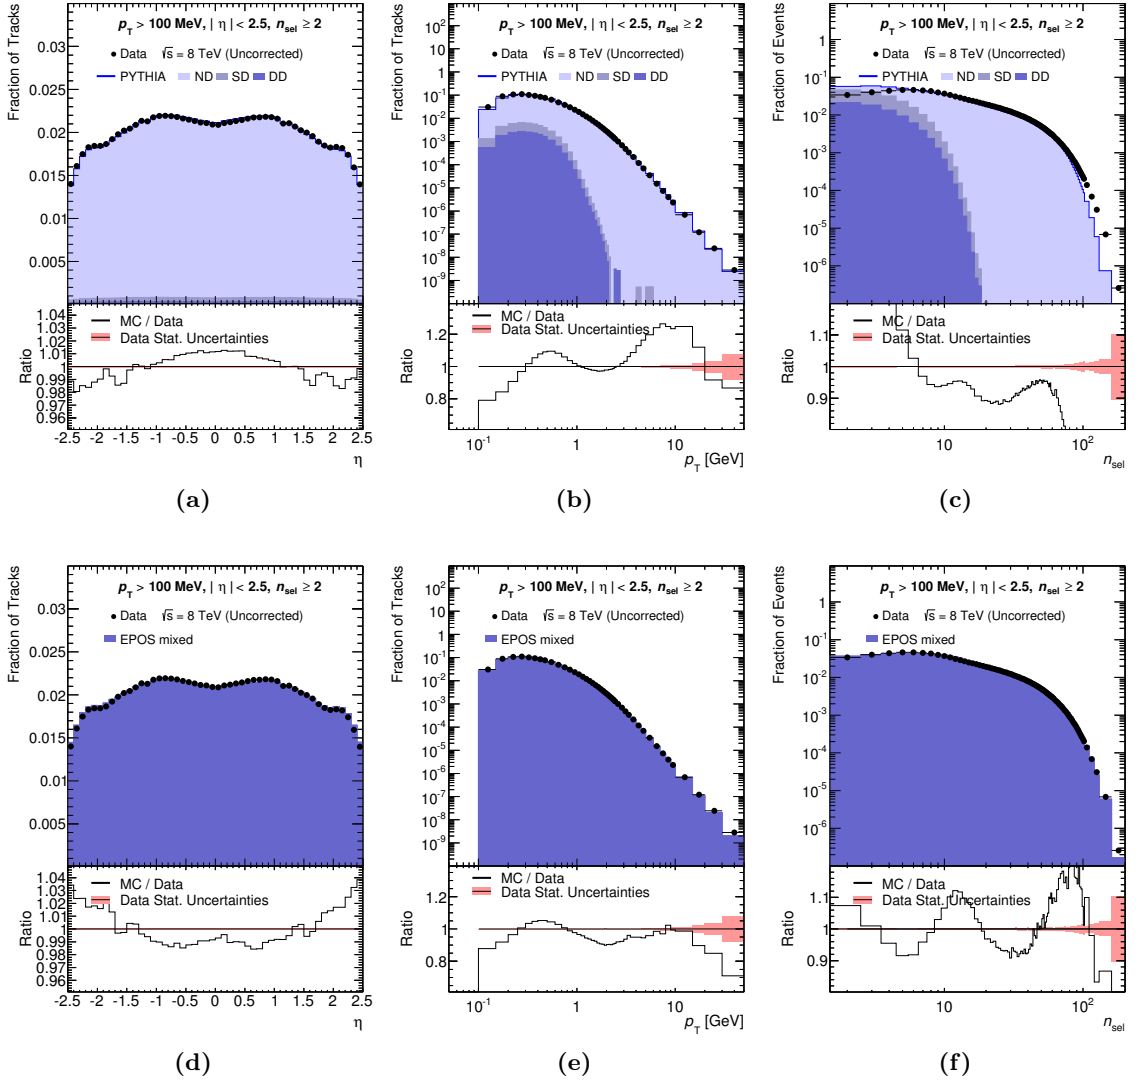 p_T > 100 MeV, | η | < 2.5, n_sel ≥ 2
Data √s = 8 TeV (Uncorrected)
PYTHIA ND SD DD
Fraction of Tracks
0.03
0.025
0.02
0.015
0.01
0.005
MC / Data
Data Stat. Uncertainties
Ratio
1.04
1.03
1.02
1.01
1
0.99
0.98
0.97
0.96
-2.5 -2 -1.5 -1 -0.5 0 0.5 1 1.5 2 2.5
η
(a)
p_T > 100 MeV, | η | < 2.5, n_sel ≥ 2
Data √s = 8 TeV (Uncorrected)
PYTHIA ND SD DD
Fraction of Tracks
10²
10
1
10⁻¹
10⁻²
10⁻³
10⁻⁴
10⁻⁵
10⁻⁶
10⁻⁷
10⁻⁸
10⁻⁹
MC / Data
Data Stat. Uncertainties
Ratio
1.2
1
0.8
10⁻¹ 1 10
p_T [GeV]
(b)
p_T > 100 MeV, | η | < 2.5, n_sel ≥ 2
Data √s = 8 TeV (Uncorrected)
PYTHIA ND SD DD
Fraction of Events
1
10⁻¹
10⁻²
10⁻³
10⁻⁴
10⁻⁵
10⁻⁶
MC / Data
Data Stat. Uncertainties
Ratio
1.1
1
0.9
10 10²
n_sel
(c)
p_T > 100 MeV, | η | < 2.5, n_sel ≥ 2
Data √s = 8 TeV (Uncorrected)
EPOS mixed
Fraction of Tracks
0.03
0.025
0.02
0.015
0.01
0.005
MC / Data
Data Stat. Uncertainties
Ratio
1.04
1.03
1.02
1.01
1
0.99
0.98
0.97
0.96
-2.5 -2 -1.5 -1 -0.5 0 0.5 1 1.5 2 2.5
η
(d)
p_T > 100 MeV, | η | < 2.5, n_sel ≥ 2
Data √s = 8 TeV (Uncorrected)
EPOS mixed
Fraction of Tracks
10²
10
1
10⁻¹
10⁻²
10⁻³
10⁻⁴
10⁻⁵
10⁻⁶
10⁻⁷
10⁻⁸
10⁻⁹
MC / Data
Data Stat. Uncertainties
Ratio
1.2
1
0.8
10⁻¹ 1 10
p_T [GeV]
(e)
p_T > 100 MeV, | η | < 2.5, n_sel ≥ 2
Data √s = 8 TeV (Uncorrected)
EPOS mixed
Fraction of Events
1
10⁻¹
10⁻²
10⁻³
10⁻⁴
10⁻⁵
10⁻⁶
MC / Data
Data Stat. Uncertainties
Ratio
1.1
1
0.9
10 10²
n_sel
(f)